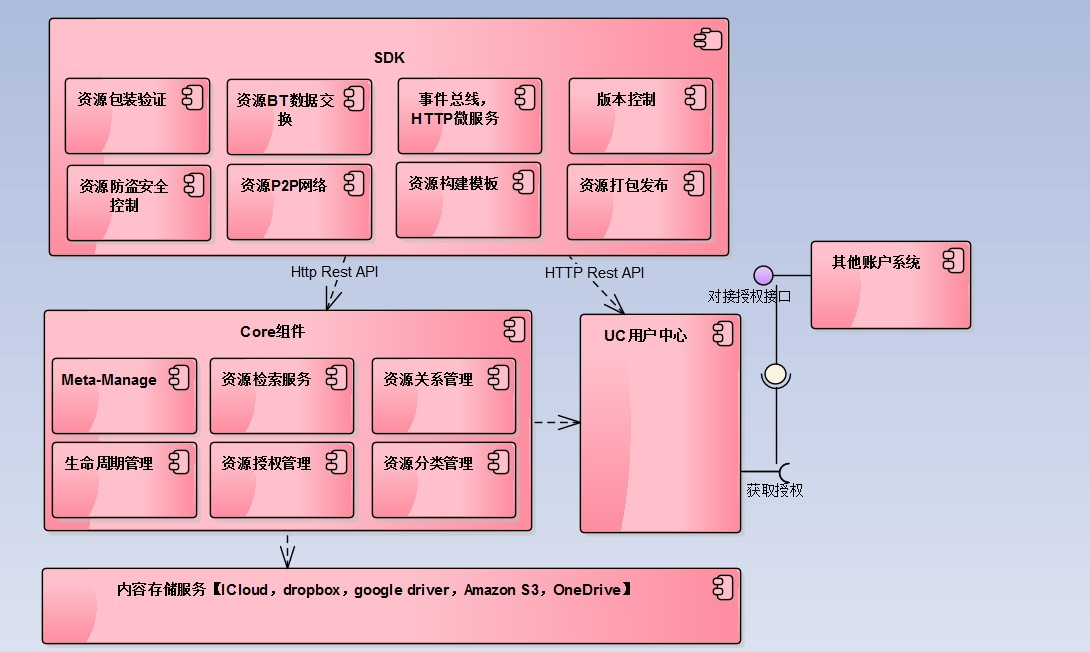 SDK
资源包装验证
资源BT数据交
换
事件总线，
HTTP微服务
版本控制
资源防盗安全
控制
资源P2P网络
资源构建模板
资源打包发布
Http Rest API
HTTP Rest API
其他账户系统
对接授权接口
Core组件
UC用户中心
Meta-Manage
资源检索服务
资源关系管理
生命周期管理
资源授权管理
资源分类管理
获取授权
内容存储服务【ICloud，dropbox，google driver，Amazon S3，OneDrive】